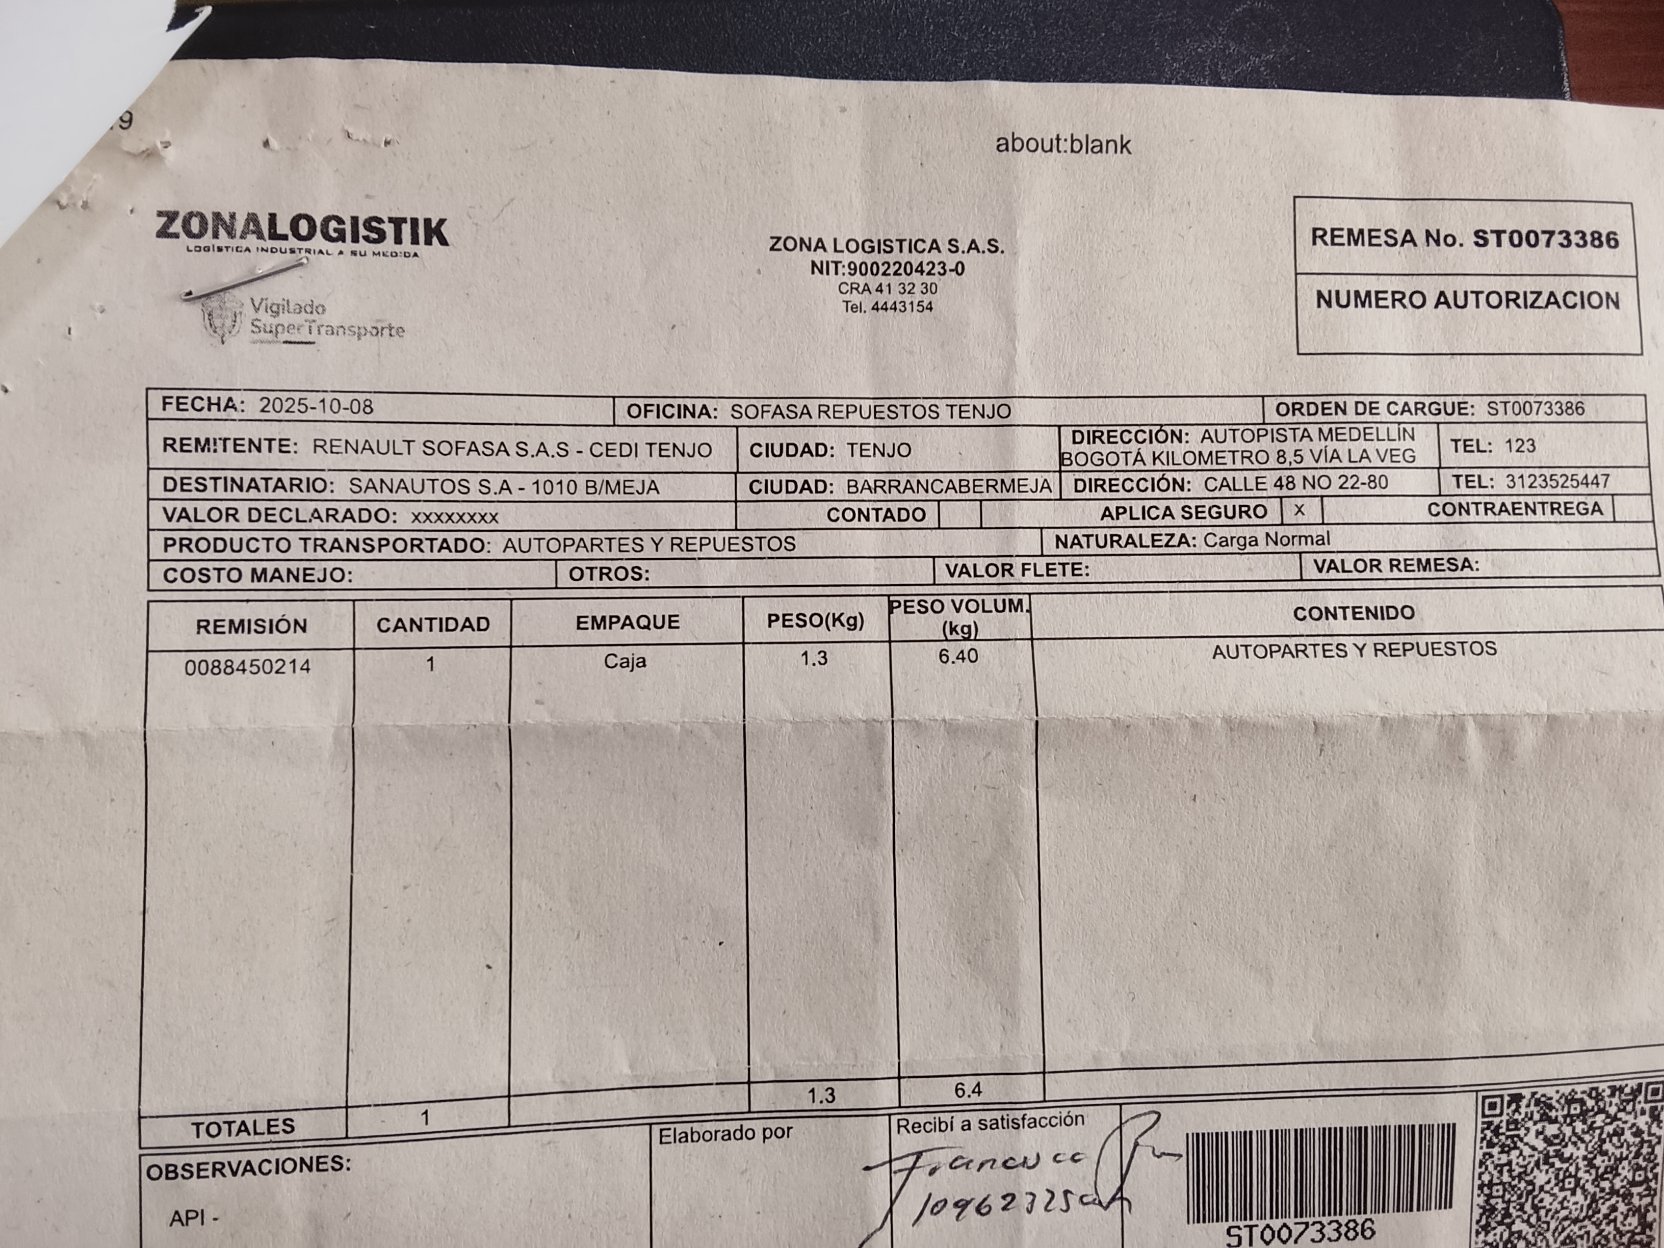 9
about:blank
ZONALOGISTIK
LOGÍSTICA INDUSTRIAL A SU MEDIDA
Vigilado
SuperTransporte
ZONA LOGISTICA S.A.S.
NIT:900220423-0
CRA 41 32 30
Tel. 4443154
REMESA No. ST0073386
NUMERO AUTORIZACION
FECHA: 2025-10-08 OFICINA: SOFASA REPUESTOS TENJO ORDEN DE CARGUE: ST0073386
REMITENTE: RENAULT SOFASA S.A.S - CEDI TENJO CIUDAD: TENJO DIRECCIÓN: AUTOPISTA MEDELLÍN
BOGOTÁ KILOMETRO 8,5 VÍA LA VEG TEL: 123
DESTINATARIO: SANAUTOS S.A - 1010 B/MEJA CIUDAD: BARRANCABERMEJA DIRECCIÓN: CALLE 48 NO 22-80 TEL: 3123525447
VALOR DECLARADO: xxxxxxxx CONTADO APLICA SEGURO X CONTRAENTREGA
PRODUCTO TRANSPORTADO: AUTOPARTES Y REPUESTOS NATURALEZA: Carga Normal
COSTO MANEJO: OTROS: VALOR FLETE: VALOR REMESA:
REMISIÓN CANTIDAD EMPAQUE PESO(Kg) PESO VOLUM. (kg) CONTENIDO
0088450214 1 Caja 1.3 6.40 AUTOPARTES Y REPUESTOS
TOTALES 1 1.3 6.4
OBSERVACIONES:
API -
Elaborado por
Recibí a satisfacción
ST0073386